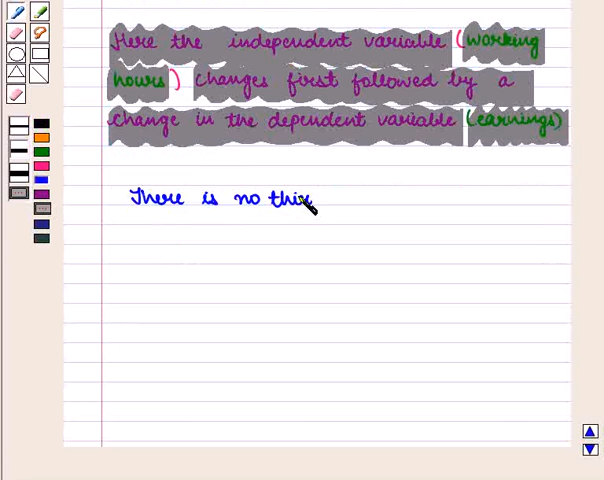 Here the independent variable (working
hours) changes first followed by a
change in the dependent variable (earnings)
There is no thi